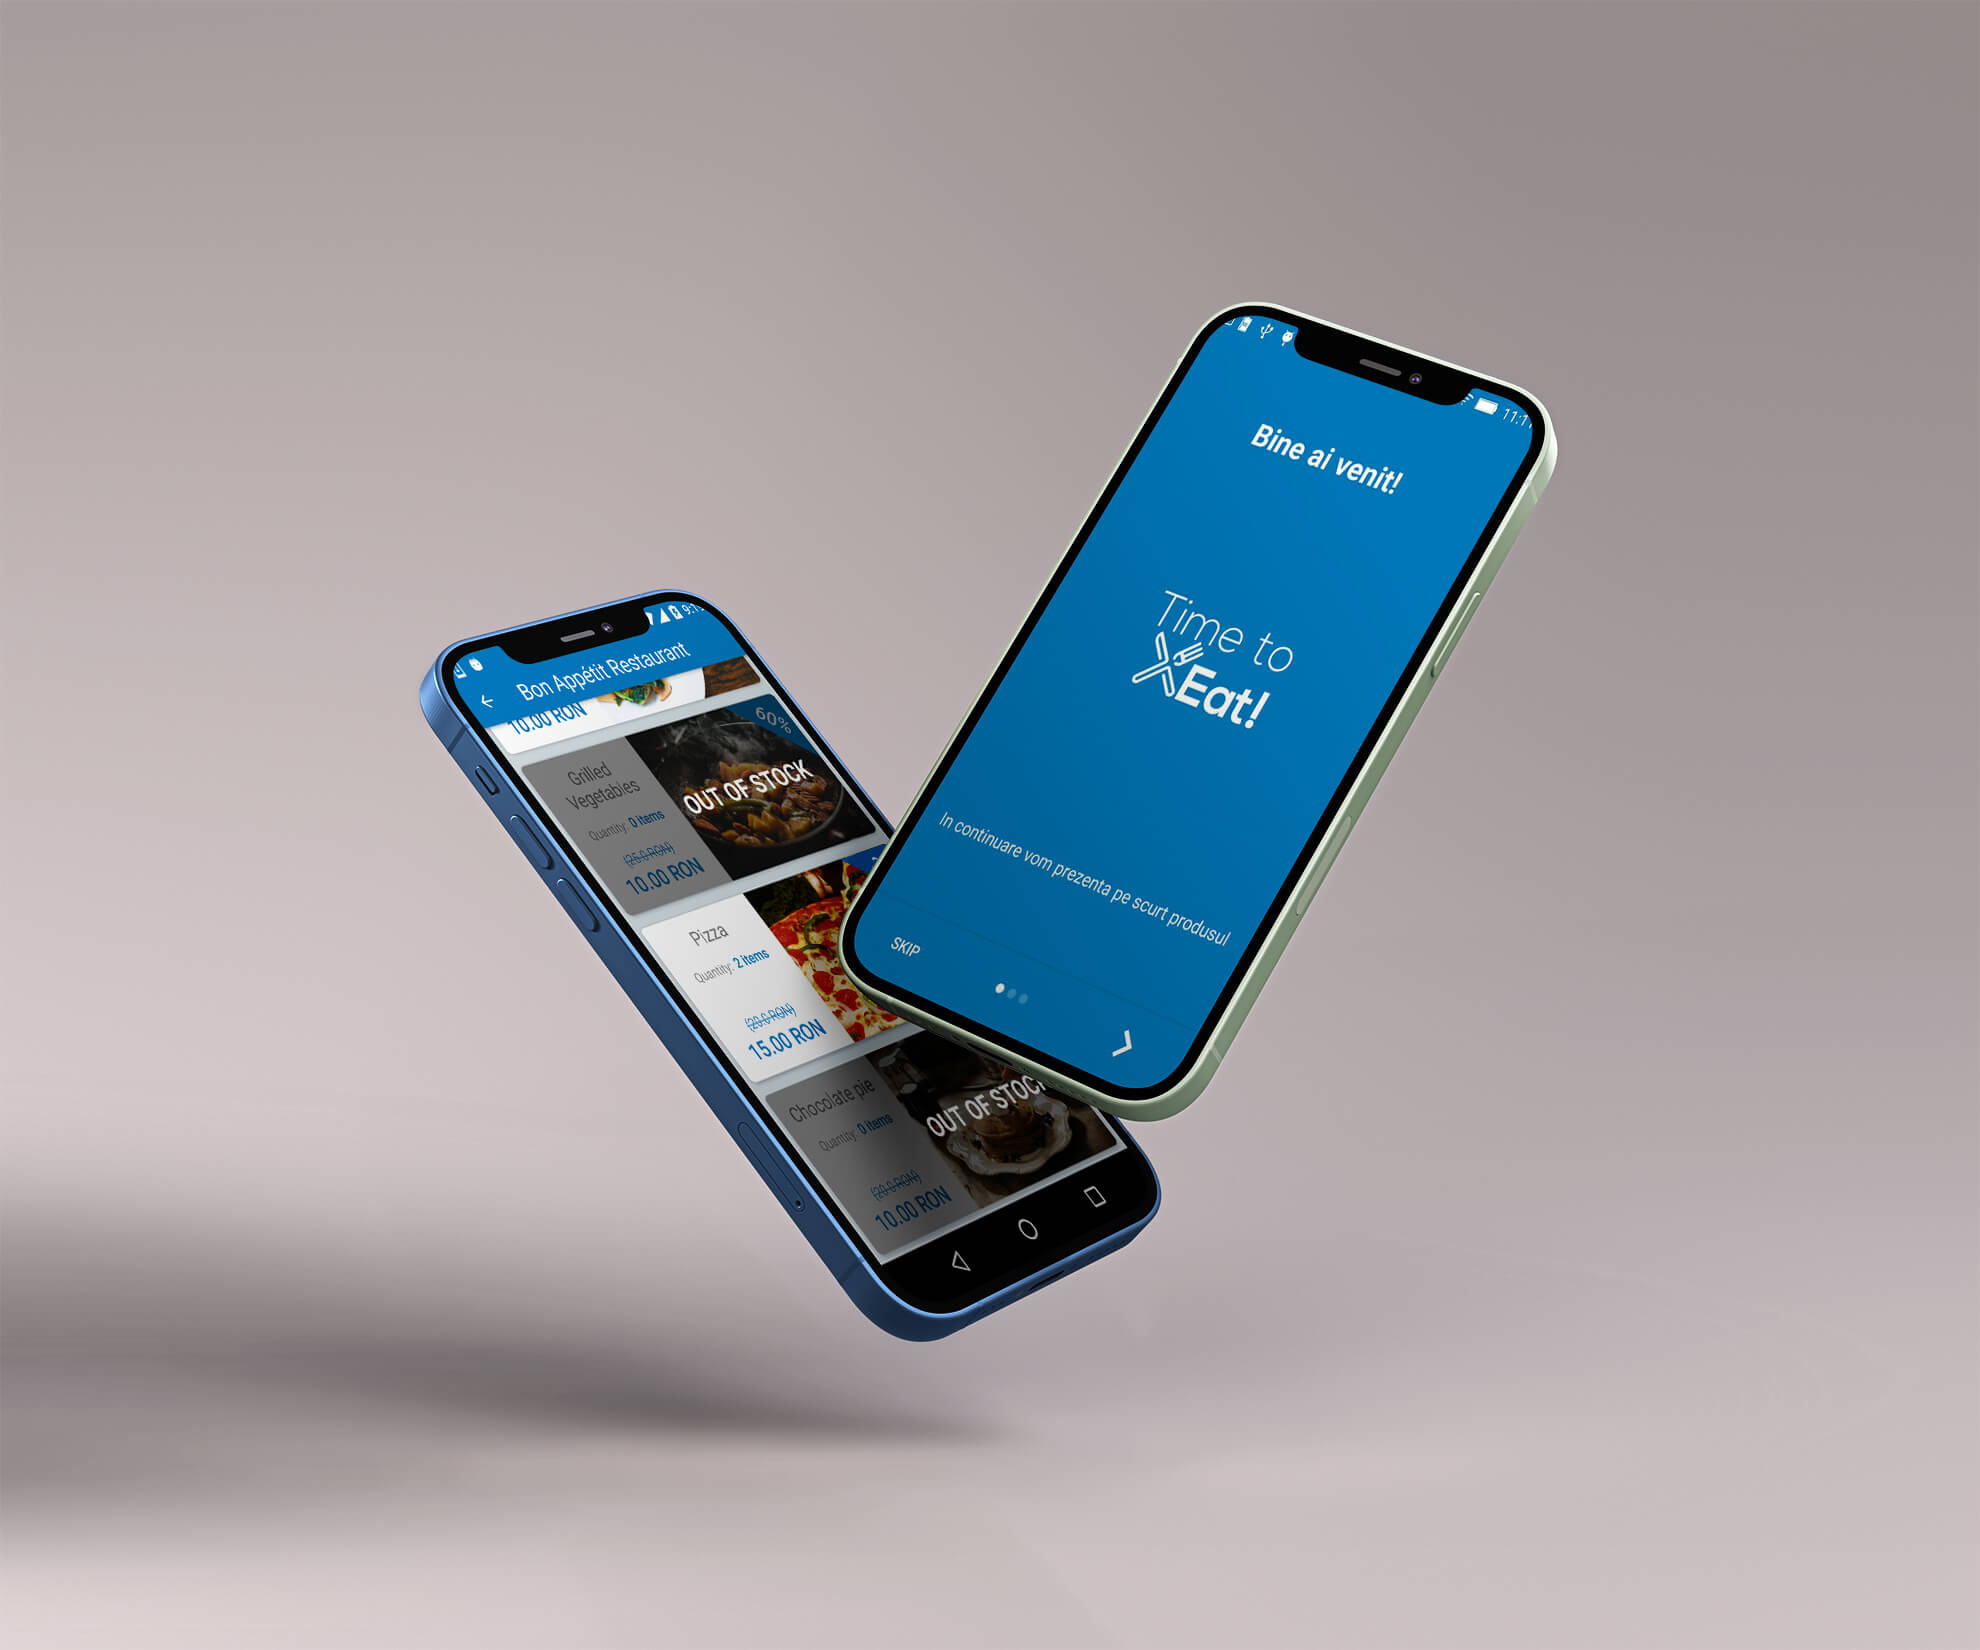 Bon Appétit Restaurant
10.00 RON
60%
Grilled
Vegetables
OUT OF STOCK
Quantity: 0 items
(25.0 RON)
10.00 RON
Pizza
Quantity: 2 items
(20.0 RON)
15.00 RON
Chocolate pie
OUT OF STOCK
Quantity: 0 items
(20.0 RON)
10.00 RON
Bine ai venit!
Time to
Eat!
In continuare vom prezenta pe scurt produsul
SKIP